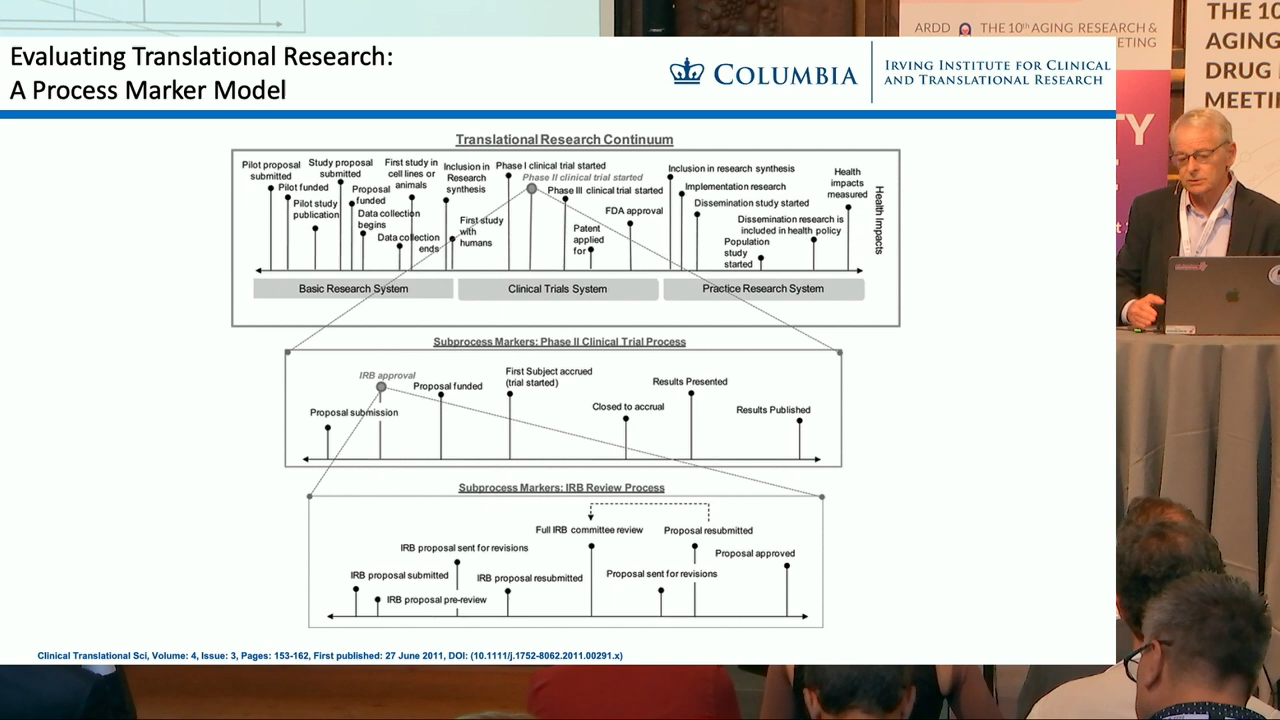 ARDD
THE 10th AGING RESEARCH &
ETING
THE 10
AGING
DRUG
MEETI
TY
Evaluating Translational Research:
A Process Marker Model
COLUMBIA
IRVING INSTITUTE FOR CLINICAL
AND TRANSLATIONAL RESEARCH
Translational Research Continuum
Pilot proposal
submitted
Pilot funded
Pilot study
publication
Study proposal
submitted
Proposal
funded
Data collection
begins
Data collection
ends
First study in
cell lines or
animals
Inclusion in
Research
synthesis
First study
with
humans
Phase I clinical trial started
Phase II clinical trial started
Phase III clinical trial started
Patent
applied
for
FDA approval
Inclusion in research synthesis
Implementation research
Dissemination study started
Population
study
started
Dissemination research is
included in health policy
Health
impacts
measured
Health Impacts
Basic Research System
Clinical Trials System
Practice Research System
Subprocess Markers: Phase II Clinical Trial Process
Proposal submission
IRB approval
Proposal funded
First Subject accrued
(trial started)
Closed to accrual
Results Presented
Results Published
Subprocess Markers: IRB Review Process
IRB proposal submitted
IRB proposal pre-review
IRB proposal sent for revisions
IRB proposal resubmitted
Full IRB committee review
Proposal sent for revisions
Proposal resubmitted
Proposal approved
Clinical Translational Sci, Volume: 4, Issue: 3, Pages: 153-162, First published: 27 June 2011, DOI: (10.1111/j.1752-8062.2011.00291.x)